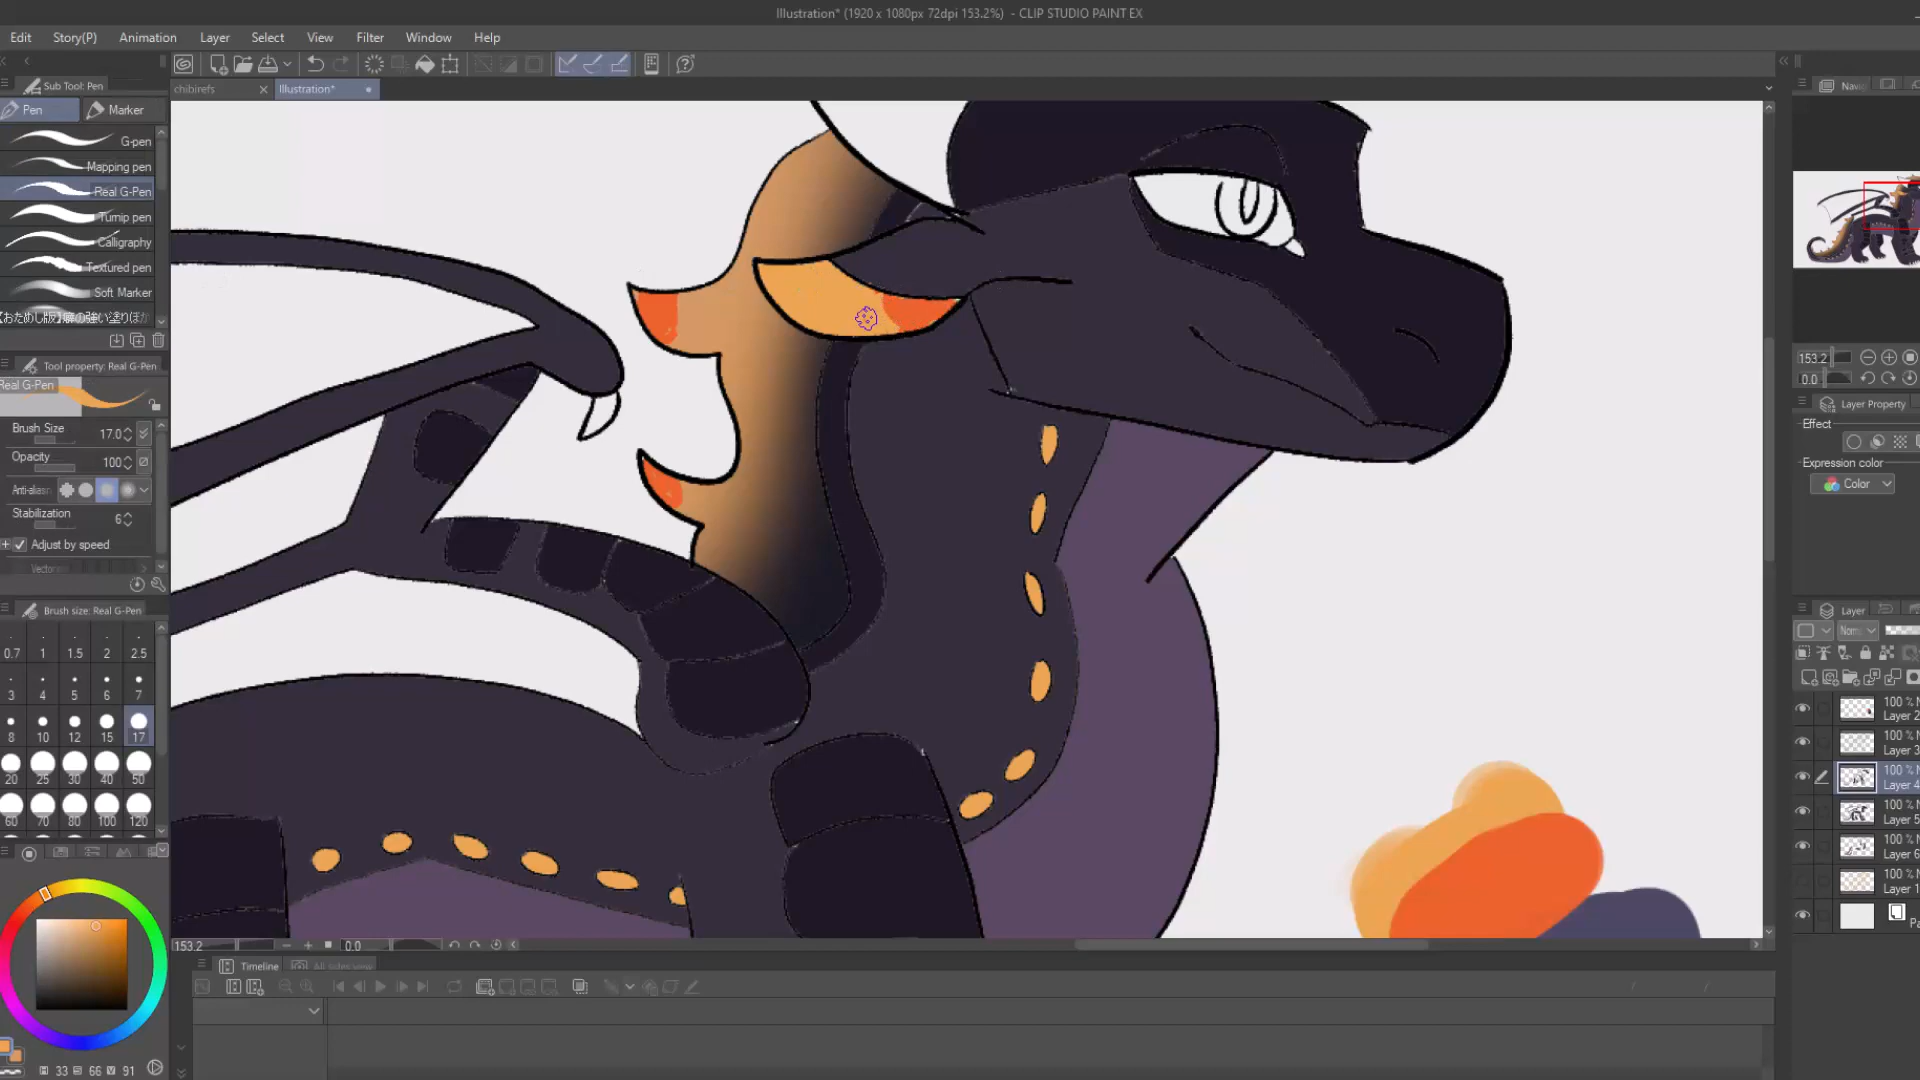 Illustration* (1920 x 1080px 72dpi 153.2%) - CLIP STUDIO PAINT EX
Edit Story(P) Animation Layer Select View Filter Window Help
Sub Tool: Pen
chibirefs Illustration*
Pen Marker
G-pen
Mapping pen
Real G-Pen
Turnip pen
Calligraphy
Textured pen
Soft Marker
Tool property: Real G-Pen
Real G-Pen
Brush Size 17.0
Opacity 100
Stabilization 6
Adjust by speed
Vector
Brush size: Real G-Pen
0.7 1 1.5 2 2.5
3 4 5 6 7
8 10 12 15 17
20 25 30 40 50
60 70 80 100 120
33 66 91
153.2 0.0
Timeline All sides view
153.2
0.0
Layer Property
Effect
Expression color
Color
Layer
100 %
Layer 2
100 %
Layer 3
100 %
Layer 4
100 %
Layer 5
100 %
Layer 6
100 %
Layer 1